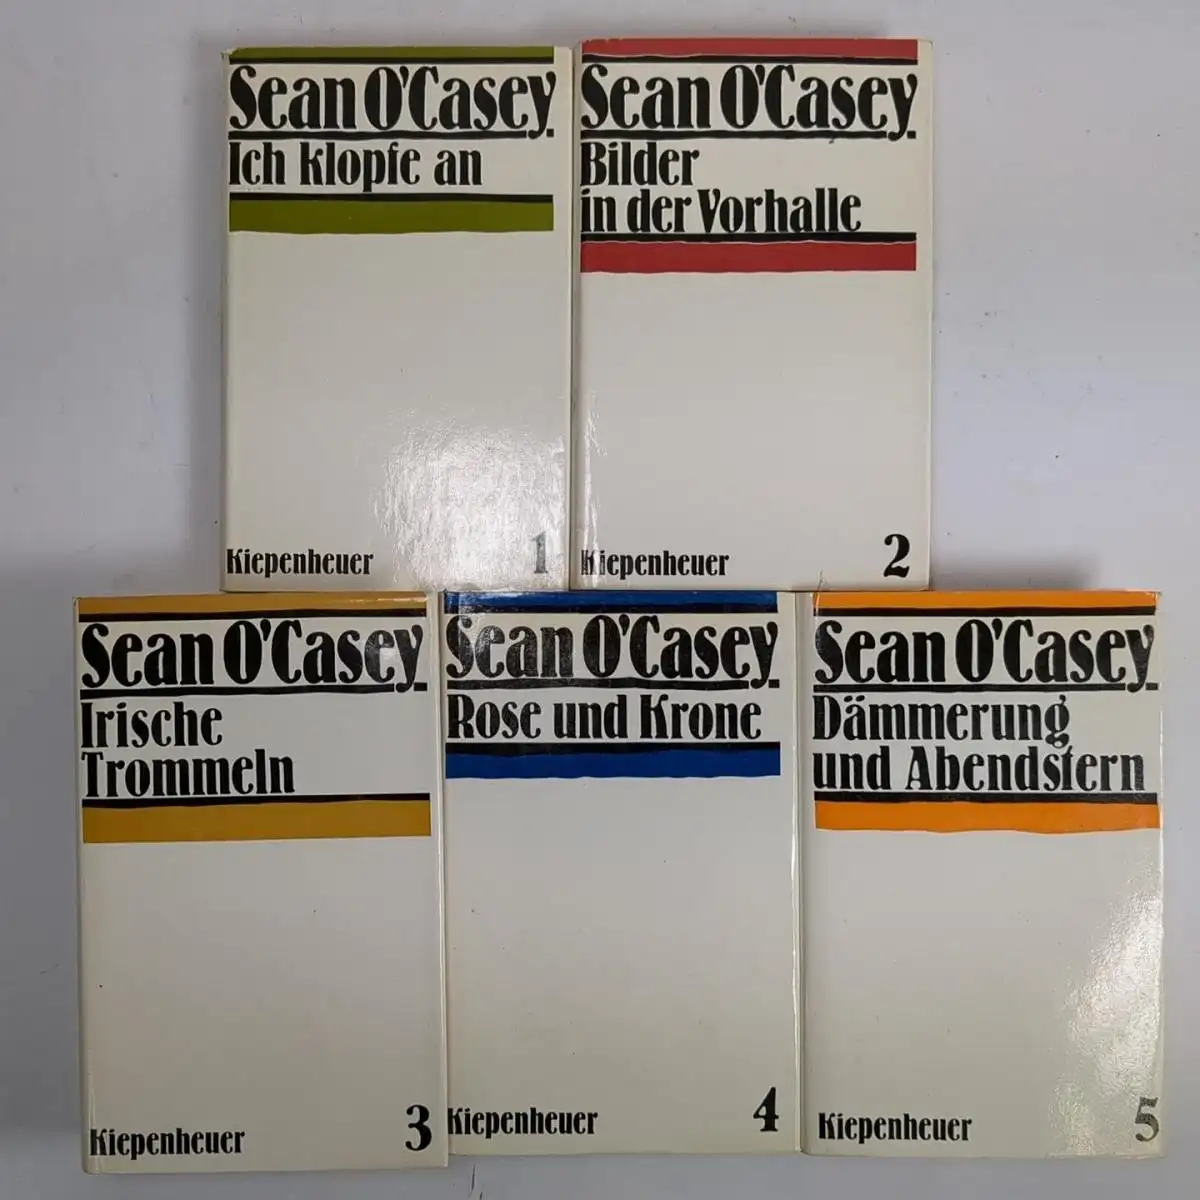 Sean O'Casey
Ich klopfe an
Kiepenheuer
1
Sean O'Casey
Bilder
in der Vorhalle
Kiepenheuer
2
Sean O'Casey
Irische
Trommeln
Kiepenheuer
3
Sean O'Casey
Rose und Krone
Kiepenheuer
4
Sean O'Casey
Dämmerung
und Abendstern
Kiepenheuer
5